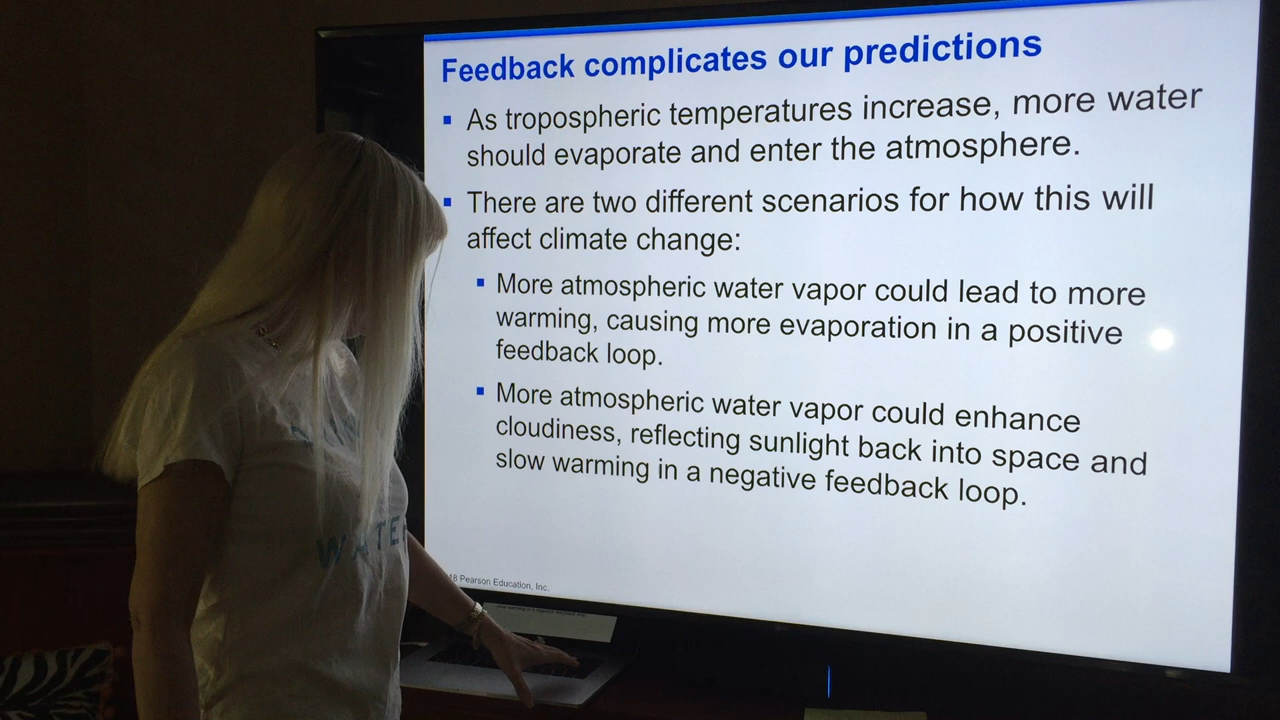 Feedback complicates our predictions
▪ As tropospheric temperatures increase, more water
should evaporate and enter the atmosphere.
▪ There are two different scenarios for how this will
affect climate change:
▪ More atmospheric water vapor could lead to more
warming, causing more evaporation in a positive
feedback loop.
▪ More atmospheric water vapor could enhance
cloudiness, reflecting sunlight back into space and
slow warming in a negative feedback loop.
18 Pearson Education, Inc.
WATE